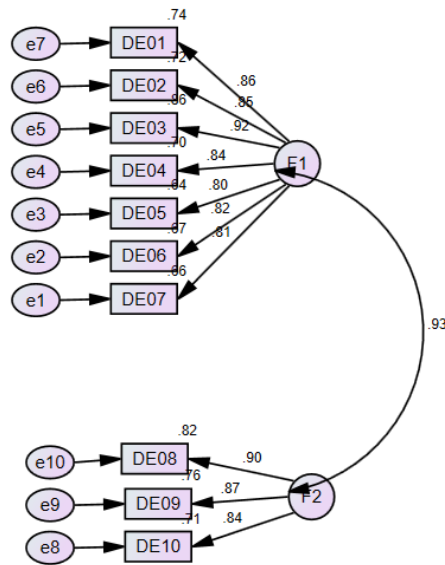 .74
e7 DE01
.72 .86
e6 DE02 .85
.86 .92
e5 DE03
.70
e4 DE04 .84 F1
.64 .80
e3 DE05 .82
.67 .81
e2 DE06
.66
e1 DE07
.93
.82
e10 DE08 .90
.76
e9 DE09 .87 F2
.71 .84
e8 DE10